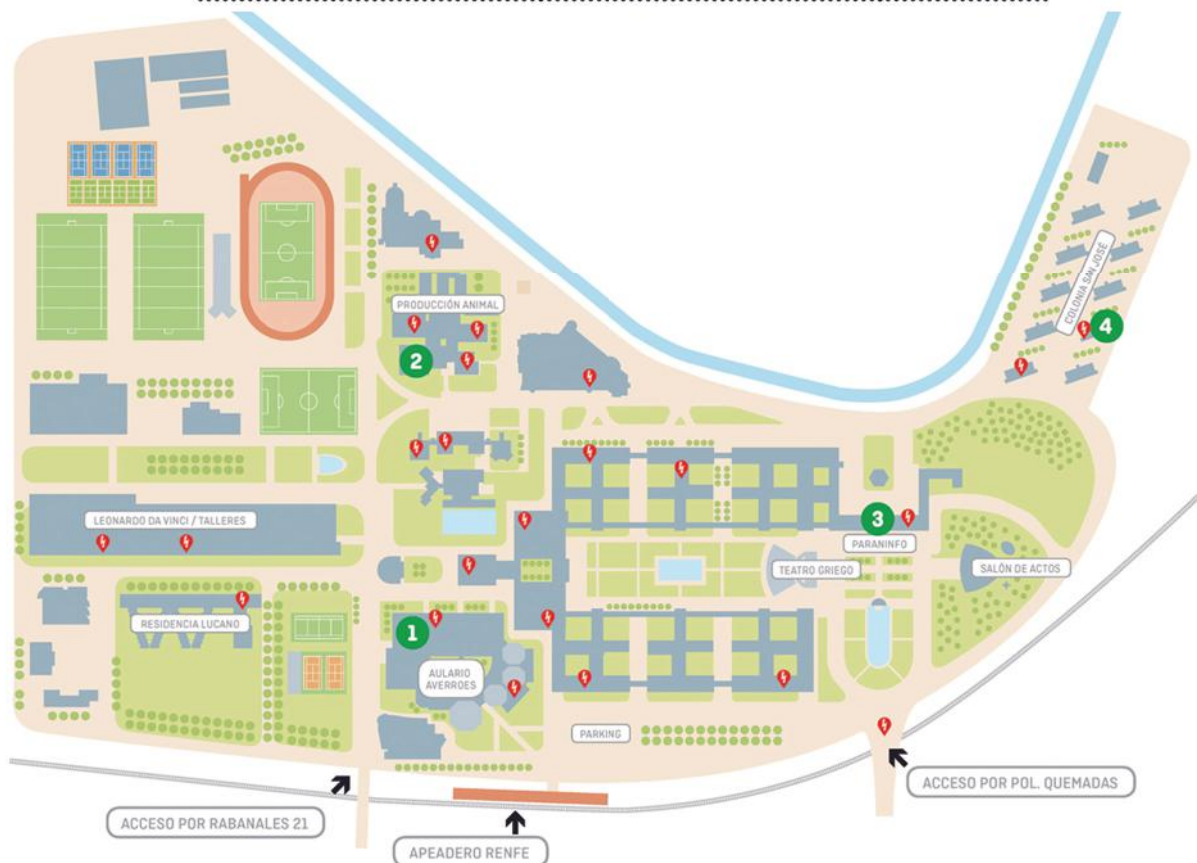 PRODUCCIÓN ANIMAL
2
COLONIA SAN JOSÉ
4
LEONARDO DA VINCI / TALLERES
3
PARANINFO
TEATRO GRIEGO
SALÓN DE ACTOS
RESIDENCIA LUCANO
1
AULARIO
AVERROES
PARKING
ACCESO POR POL. QUEMADAS
ACCESO POR RABANALES 21
APEADERO RENFE